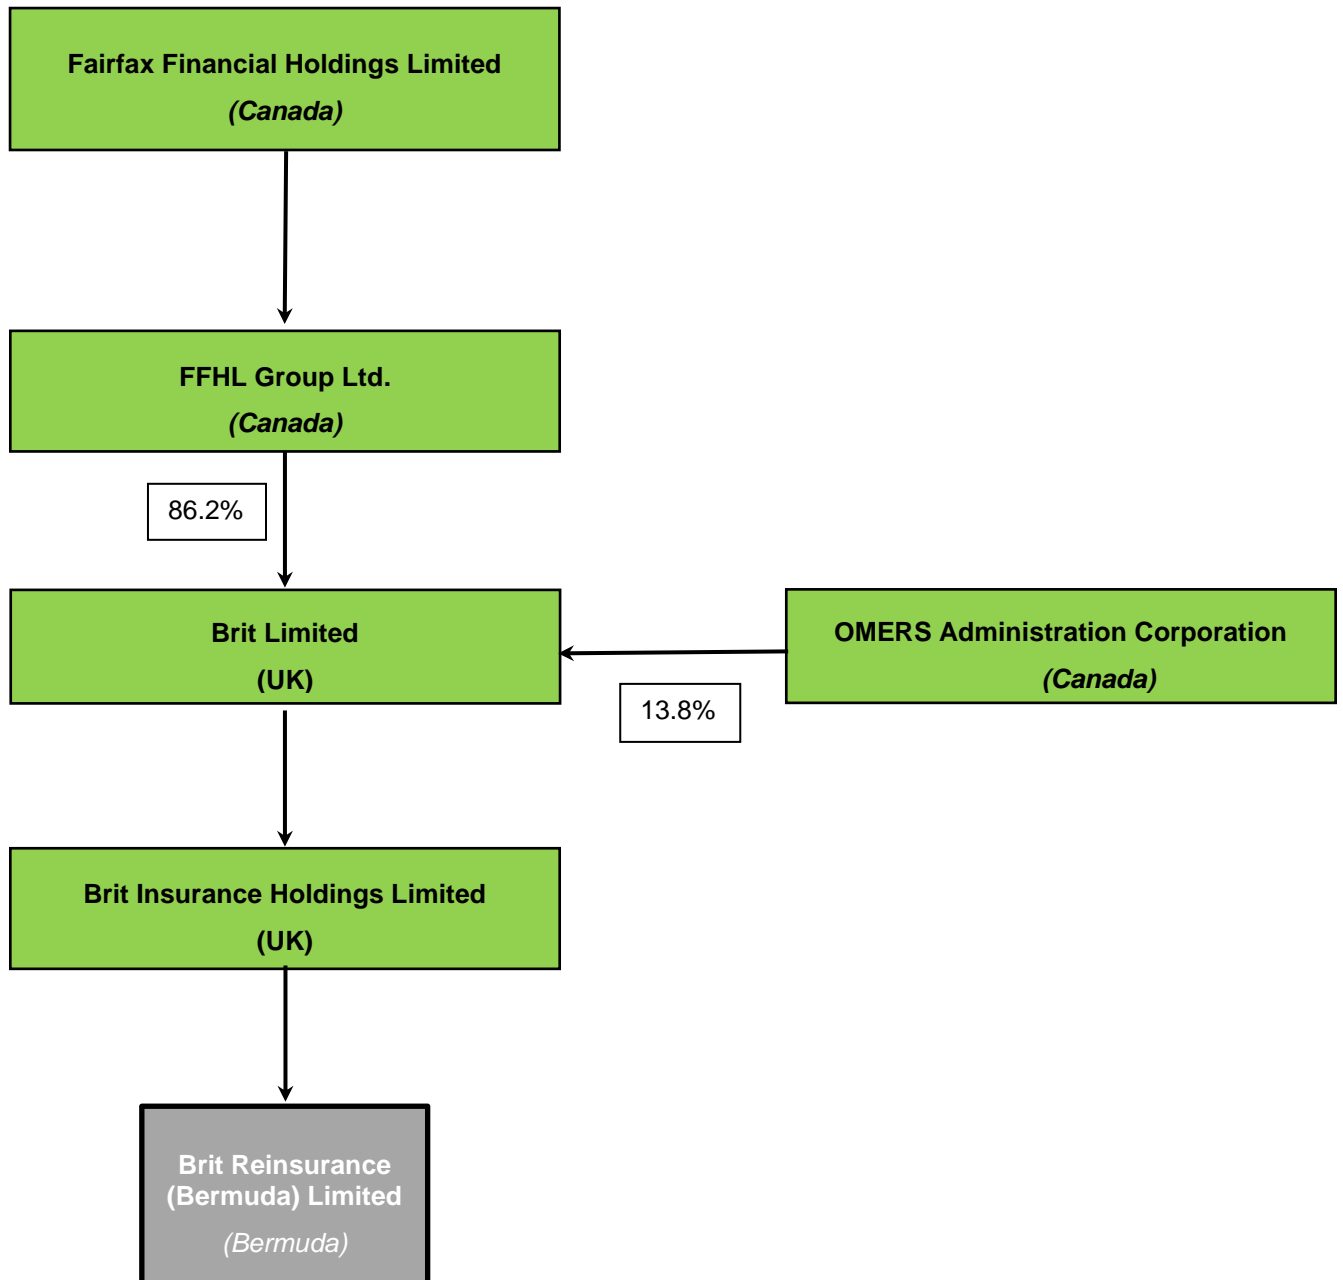 Fairfax Financial Holdings Limited
(Canada)
FFHL Group Ltd.
(Canada)
86.2%
Brit Limited
(UK)
OMERS Administration Corporation
(Canada)
13.8%
Brit Insurance Holdings Limited
(UK)
Brit Reinsurance
(Bermuda) Limited
(Bermuda)